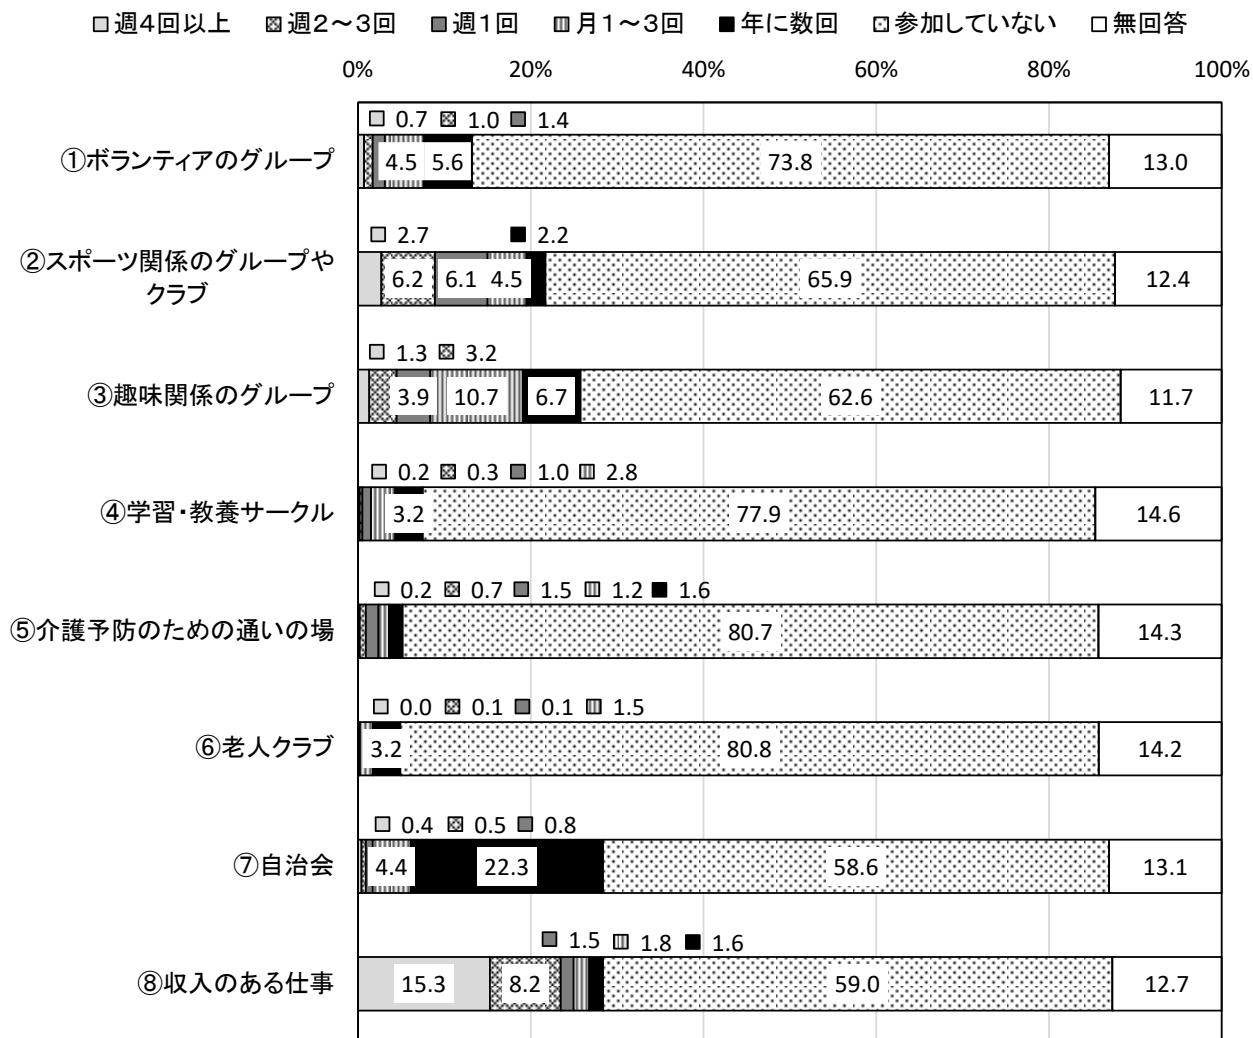 週4回以上 週2～3回 週1回 月1～3回 年に数回 参加していない 無回答
0% 20% 40% 60% 80% 100%
0.7 1.0 1.4
①ボランティアのグループ 4.5 5.6 73.8 13.0
2.7 2.2
②スポーツ関係のグループや
クラブ
6.2 6.1 4.5 65.9 12.4
1.3 3.2
③趣味関係のグループ 3.9 10.7 6.7 62.6 11.7
0.2 0.3 1.0 2.8
④学習・教養サークル 3.2 77.9 14.6
0.2 0.7 1.5 1.2 1.6
⑤介護予防のための通いの場 80.7 14.3
0.0 0.1 0.1 1.5
⑥老人クラブ 3.2 80.8 14.2
0.4 0.5 0.8
⑦自治会 4.4 22.3 58.6 13.1
1.5 1.8 1.6
⑧収入のある仕事 15.3 8.2 59.0 12.7